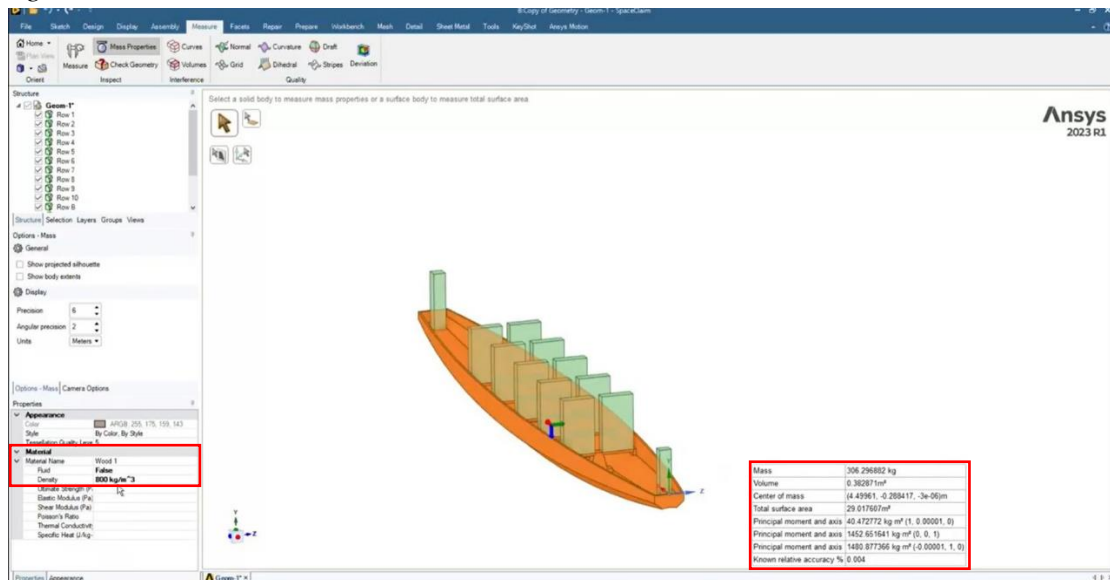 B:Copy of Geometry - Geom-1 - SpaceClaim
File Sketch Design Display Assembly Measure Facets Repair Prepare Workbench Mesh Detail Sheet Metal Tools KeyShot Ansys Motion
Home
Plan View
Measure
Mass Properties
Check Geometry
Curves
Volumes
Normal
Grid
Curvature
Dihedral
Draft
Stripes
Deviation
Orient Inspect Interference Quality
Structure
Geom-1*
Row 1
Row 2
Row 3
Row 4
Row 5
Row 6
Row 7
Row 8
Row 9
Row 10
Structure Selection Layers Groups Views
Options - Mass
General
Show projected silhouette
Show body extents
Display
Precision 6
Angular precision 2
Units Meters
Options - Mass Camera Options
Properties
Appearance
Color ARGB: 255, 175, 159, 143
Style By Color, By Style
Material
Material Name Wood 1
Fluid False
Density 800 kg/m^3
Elastic Modulus (Pa)
Shear Modulus (Pa)
Poisson's Ratio
Thermal Conductivit
Specific Heat (J/kg-
Properties Appearance
Select a solid body to measure mass properties or a surface body to measure total surface area
Ansys
2023 R1
Z
Y
Z
Mass 306.296882 kg
Volume 0.382871m³
Center of mass (4.49961, -0.288417, -3e-06)m
Total surface area 29.017607m²
Principal moment and axis 40.472772 kg m² (1, 0.00001, 0)
Principal moment and axis 1452.651641 kg m² (0, 0, 1)
Principal moment and axis 1480.877366 kg m² (-0.00001, 1, 0)
Known relative accuracy % 0.004
Geom-1* ×